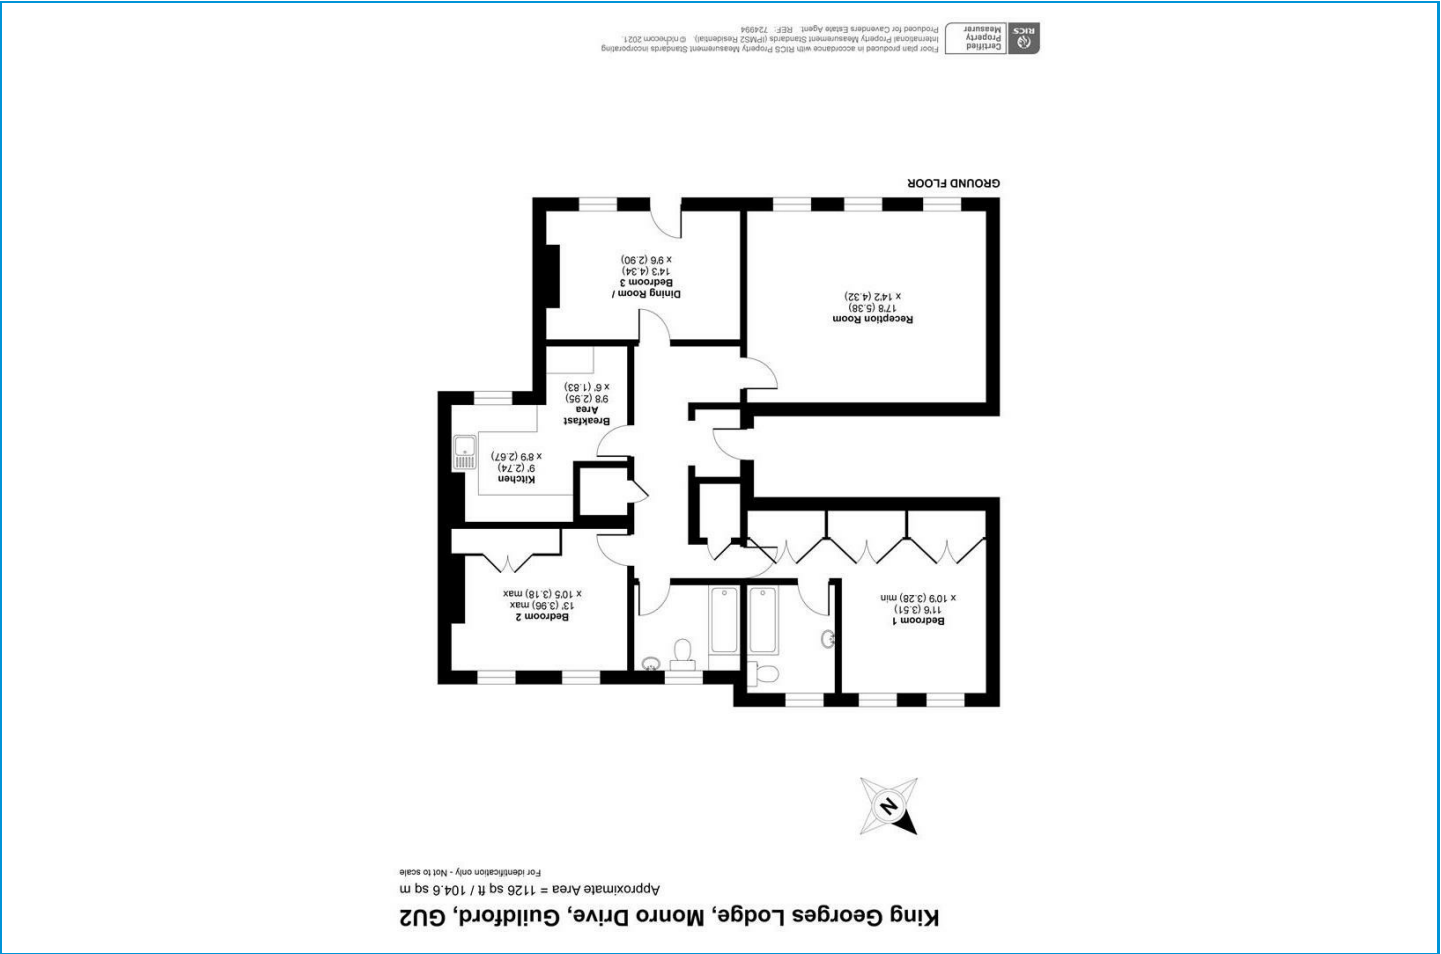 King Georges Lodge, Monro Drive, Guildford, GU2
Approximate Area = 1126 sq ft / 104.6 sq m
For identification only - Not to scale
N
Bedroom 1
11'6 (3.51)
x 10'9 (3.28) min
Bedroom 2
13' (3.96) max
x 10'5 (3.18) max
Kitchen
9' (2.74)
x 8'9 (2.67)
Breakfast
Area
9'8 (2.95)
x 6' (1.83)
Reception Room
17'8 (5.38)
x 14'2 (4.32)
Dining Room /
Bedroom 3
14'3 (4.34)
x 9'6 (2.90)
GROUND FLOOR
RICS
Certified
Property
Measurer
Floor plan produced in accordance with RICS Property Measurement Standards incorporating
International Property Measurement Standards (IPMS2 Residential). © nichecom 2021.
Produced for Cavenders Estate Agent. REF: 724994